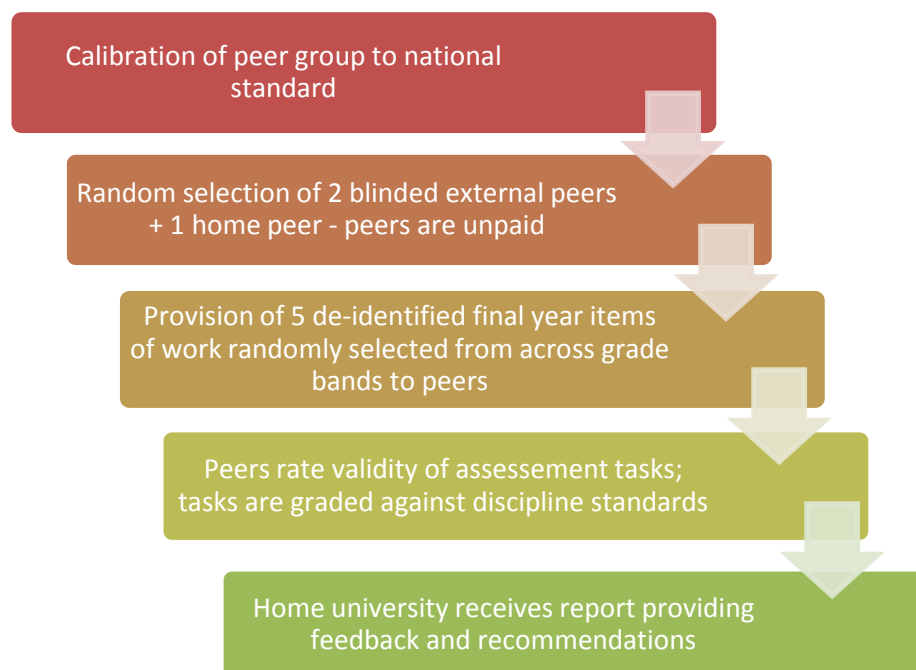 Calibration of peer group to national
standard
Random selection of 2 blinded external peers
+ 1 home peer - peers are unpaid
Provision of 5 de-identified final year items
of work randomly selected from across grade
bands to peers
Peers rate validity of assessement tasks;
tasks are graded against discipline standards
Home university receives report providing
feedback and recommendations